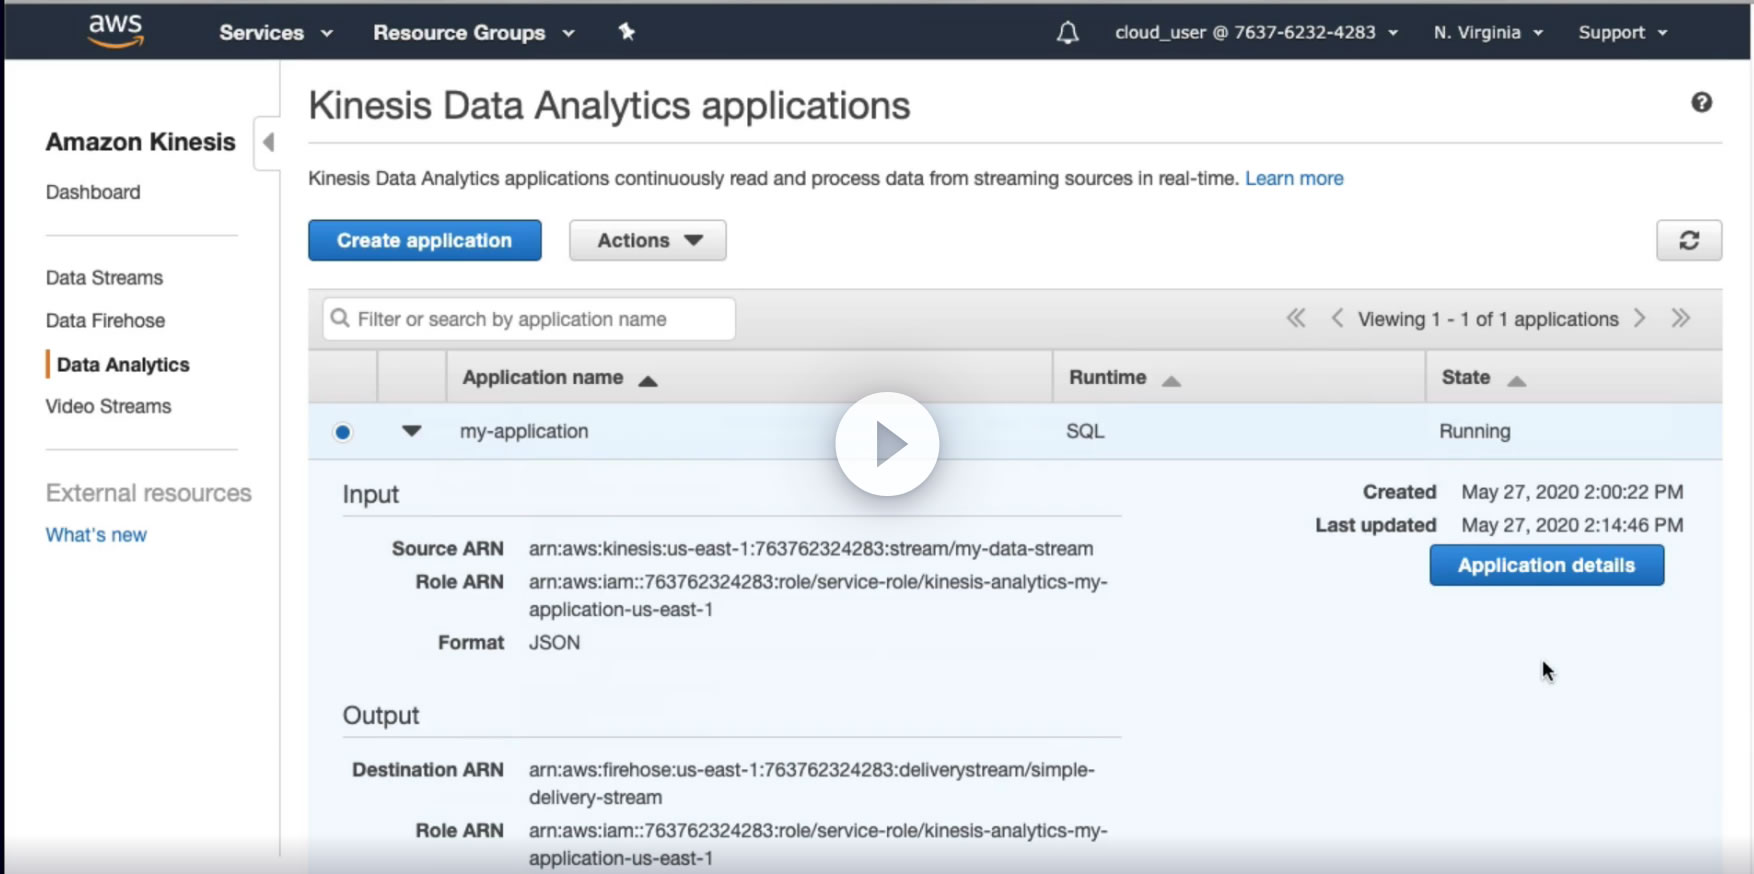 aws Services Resource Groups cloud_user @ 7637-6232-4283 N. Virginia Support
Amazon Kinesis
Dashboard
Data Streams
Data Firehose
Data Analytics
Video Streams
External resources
What's new
Kinesis Data Analytics applications
Kinesis Data Analytics applications continuously read and process data from streaming sources in real-time. Learn more
Create application Actions
Filter or search by application name Viewing 1 - 1 of 1 applications
Application name Runtime State
my-application SQL Running
Input
Source ARN arn:aws:kinesis:us-east-1:763762324283:stream/my-data-stream
Role ARN arn:aws:iam::763762324283:role/service-role/kinesis-analytics-my-
application-us-east-1
Format JSON
Created May 27, 2020 2:00:22 PM
Last updated May 27, 2020 2:14:46 PM
Application details
Output
Destination ARN arn:aws:firehose:us-east-1:763762324283:deliverystream/simple-
delivery-stream
Role ARN arn:aws:iam::763762324283:role/service-role/kinesis-analytics-my-
application-us-east-1